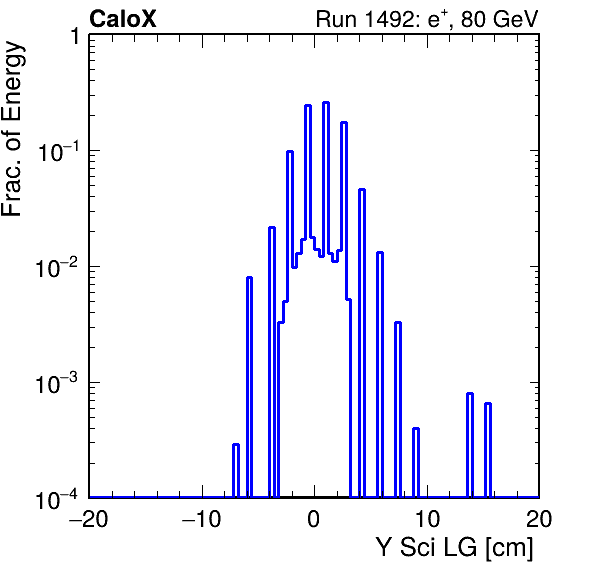 CaloX
Run 1492: e⁺, 80 GeV
Frac. of Energy
1
10⁻¹
10⁻²
10⁻³
10⁻⁴
−20
−10
0
10
20
Y Sci LG [cm]